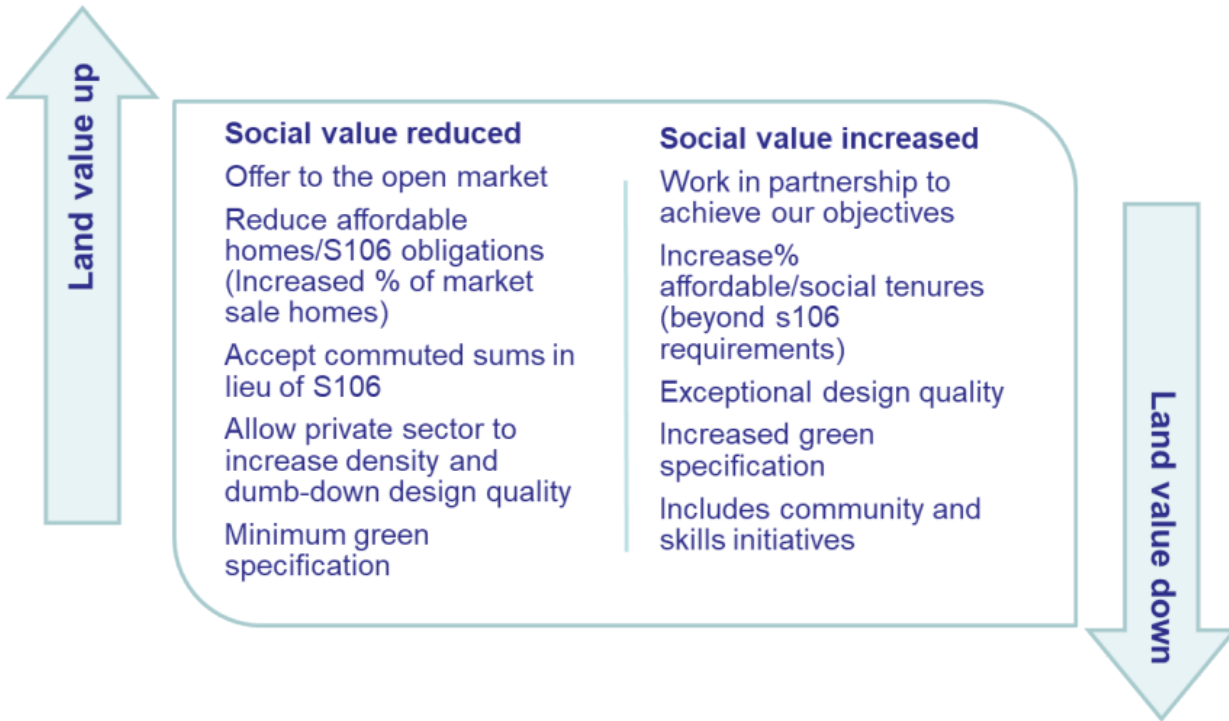 Land value up
Social value reduced
Offer to the open market
Reduce affordable
homes/S106 obligations
(Increased % of market
sale homes)
Accept commuted sums in
lieu of S106
Allow private sector to
increase density and
dumb-down design quality
Minimum green
specification
Social value increased
Work in partnership to
achieve our objectives
Increase%
affordable/social tenures
(beyond s106
requirements)
Exceptional design quality
Increased green
specification
Includes community and
skills initiatives
Land value down